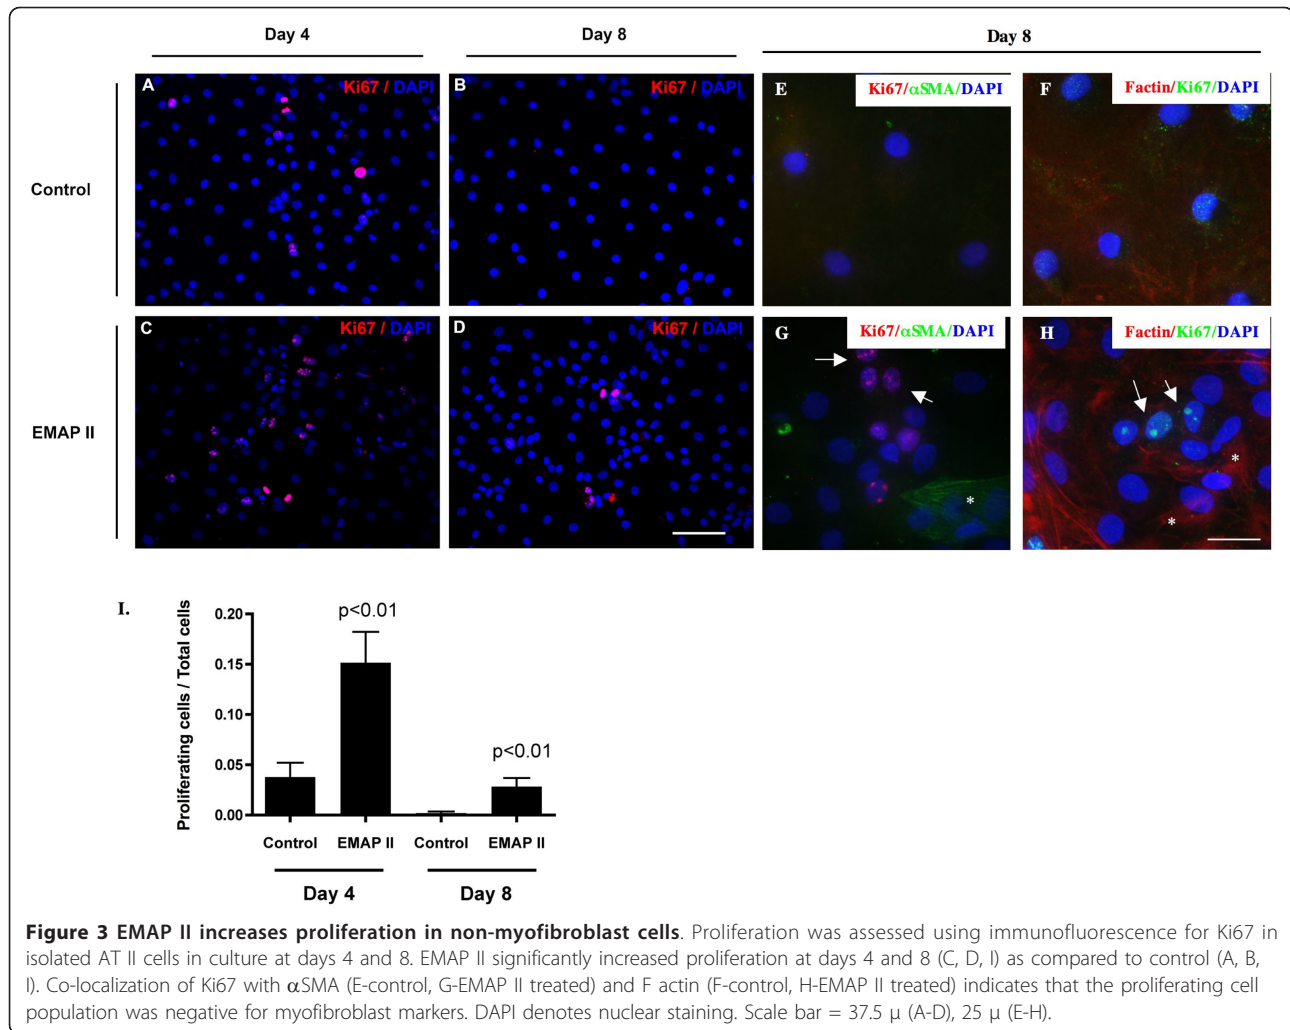 Day 4
Day 8
Day 8
Control
A
Ki67 / DAPI
B
Ki67 / DAPI
E
Ki67/αSMA/DAPI
F
Factin/Ki67/DAPI
EMAP II
C
Ki67 / DAPI
D
Ki67 / DAPI
G
Ki67/αSMA/DAPI
*
H
Factin/Ki67/DAPI
*
*
I.
Proliferating cells / Total cells
0.20
0.15
0.10
0.05
0.00
p<0.01
p<0.01
Control
EMAP II
Control
EMAP II
Day 4
Day 8
Figure 3 EMAP II increases proliferation in non-myofibroblast cells. Proliferation was assessed using immunofluorescence for Ki67 in
isolated AT II cells in culture at days 4 and 8. EMAP II significantly increased proliferation at days 4 and 8 (C, D, I) as compared to control (A, B,
I). Co-localization of Ki67 with αSMA (E-control, G-EMAP II treated) and F actin (F-control, H-EMAP II treated) indicates that the proliferating cell
population was negative for myofibroblast markers. DAPI denotes nuclear staining. Scale bar = 37.5 μ (A-D), 25 μ (E-H).